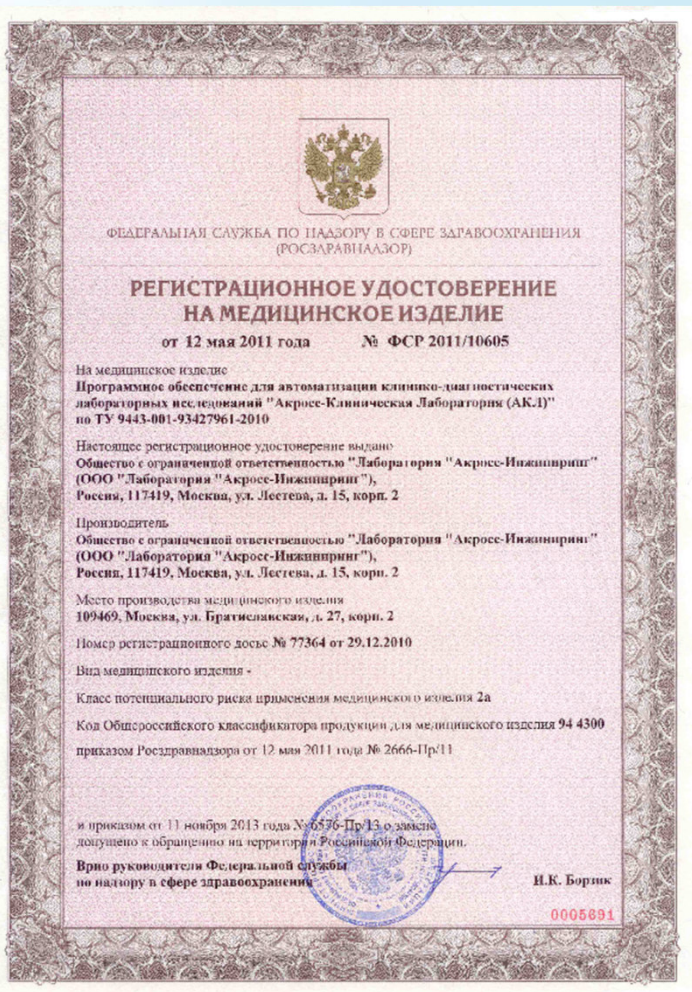 ФЕДЕРАЛЬНАЯ СЛУЖБА ПО НАДЗОРУ В СФЕРЕ ЗДРАВООХРАНЕНИЯ
(РОСЗДРАВНАДЗОР)
РЕГИСТРАЦИОННОЕ УДОСТОВЕРЕНИЕ
НА МЕДИЦИНСКОЕ ИЗДЕЛИЕ
от 12 мая 2011 года № ФСР 2011/10605
На медицинское изделие
Программное обеспечение для автоматизации клинико-диагностических
лабораторных исследований "Акросс-Клиническая Лаборатория (АКЛ)"
по ТУ 9443-001-93427961-2010
Настоящее регистрационное удостоверение выдано
Общество с ограниченной ответственностью "Лаборатория "Акросс-Инжиниринг"
(ООО "Лаборатория "Акросс-Инжиниринг"),
Россия, 117419, Москва, ул. Лестева, д. 15, корп. 2
Производитель
Общество с ограниченной ответственностью "Лаборатория "Акросс-Инжиниринг"
(ООО "Лаборатория "Акросс-Инжиниринг"),
Россия, 117419, Москва, ул. Лестева, д. 15, корп. 2
Место производства медицинского изделия
109469, Москва, ул. Братиславская, д. 27, корп. 2
Номер регистрационного досье № 77364 от 29.12.2010
Вид медицинского изделия -
Класс потенциального риска применения медицинского изделия 2а
Код Общероссийского классификатора продукции для медицинского изделия 94 4300
приказом Росздравнадзора от 12 мая 2011 года № 2666-Пр/11
и приказом от 11 ноября 2013 года № 6576-Пр/13 о замене
допущено к обращению на территории Российской Федерации.
Врио руководителя Федеральной службы
по надзору в сфере здравоохранения И.К. Борзик
0005691